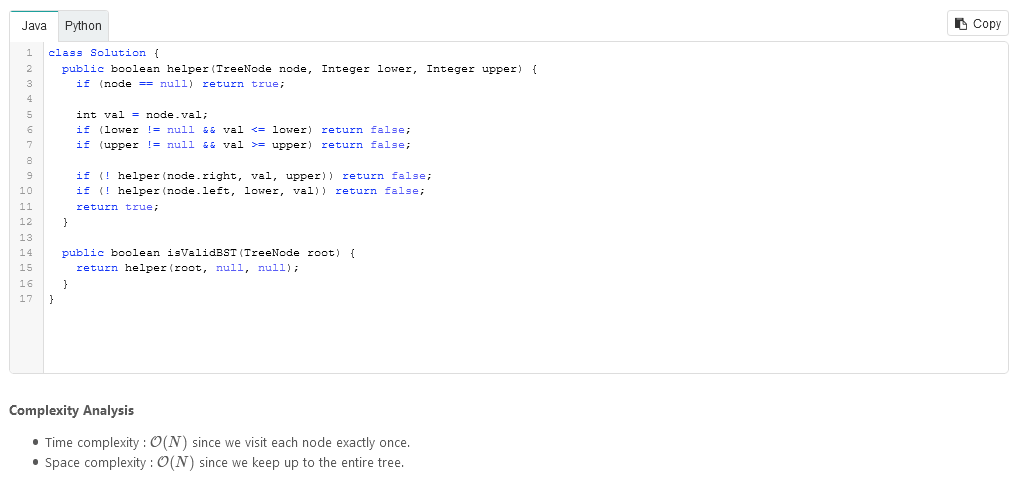 Java Python Copy
1 class Solution {
2   public boolean helper(TreeNode node, Integer lower, Integer upper) {
3     if (node == null) return true;
4
5     int val = node.val;
6     if (lower != null && val <= lower) return false;
7     if (upper != null && val >= upper) return false;
8
9     if (! helper(node.right, val, upper)) return false;
10     if (! helper(node.left, lower, val)) return false;
11     return true;
12   }
13
14   public boolean isValidBST(TreeNode root) {
15     return helper(root, null, null);
16   }
17 }
Complexity Analysis
• Time complexity : 𝒪(N) since we visit each node exactly once.
• Space complexity : 𝒪(N) since we keep up to the entire tree.